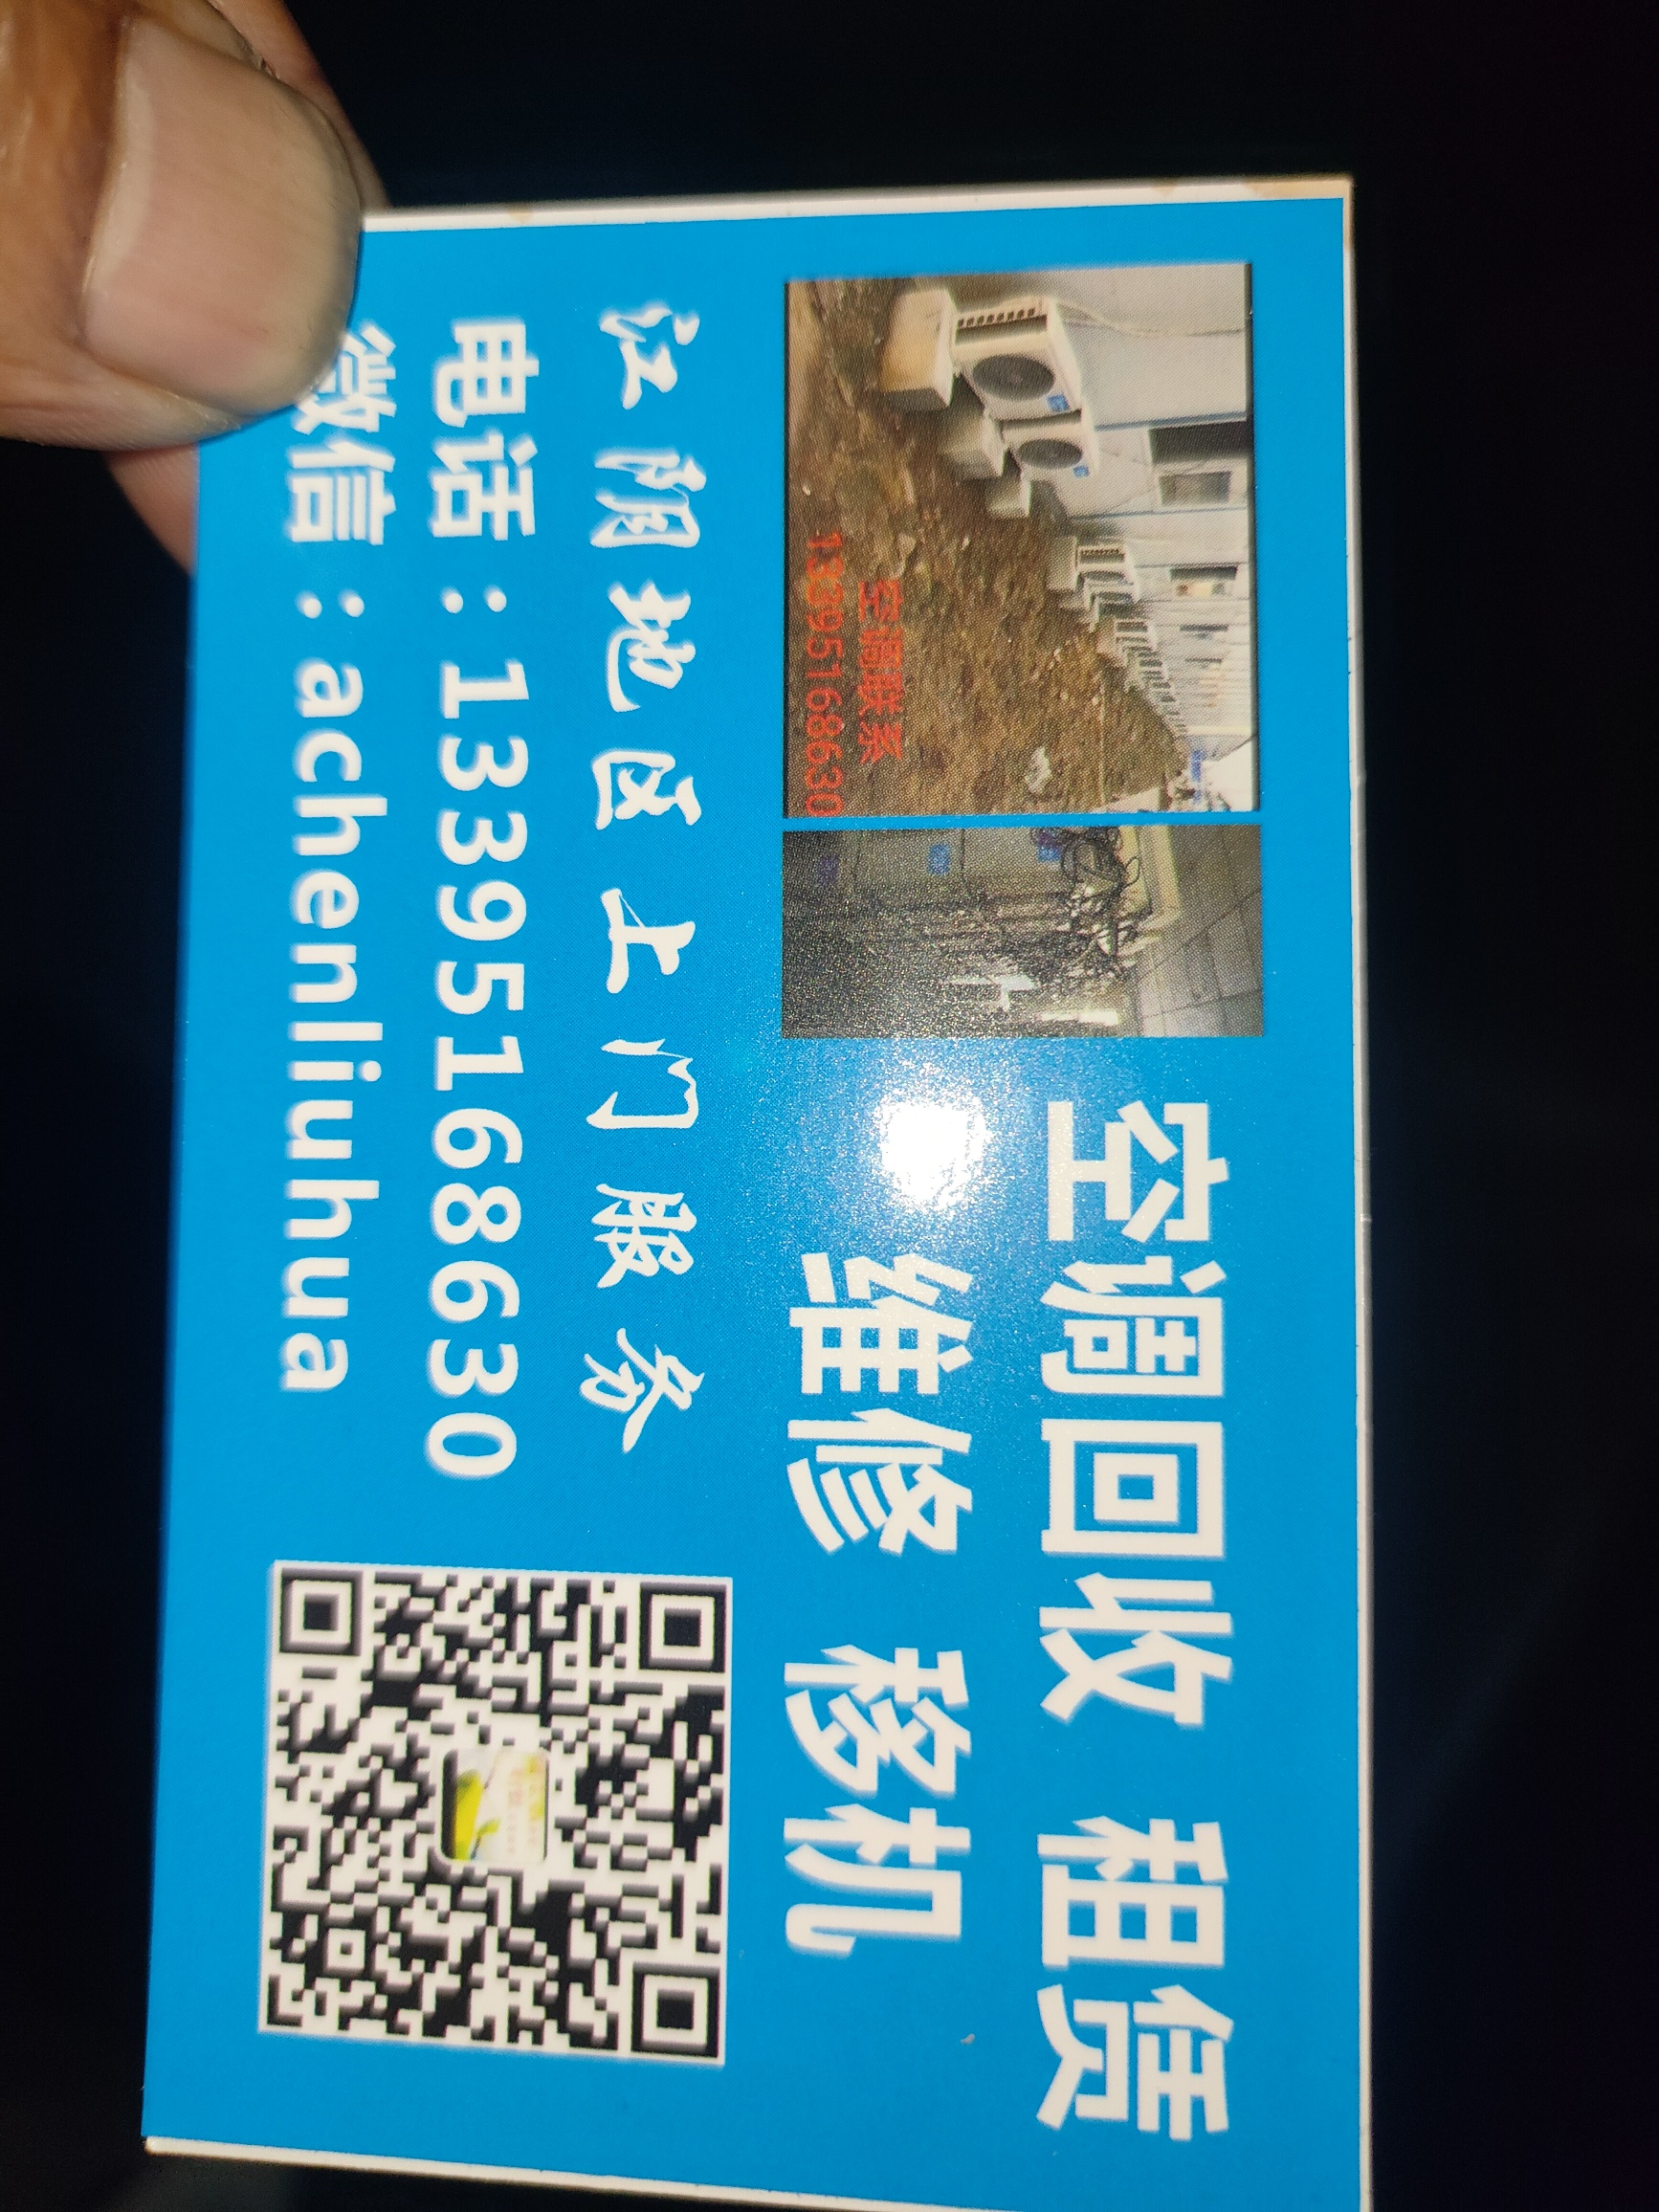 空调回收 租赁
维修 移机
空调联系
13395168630
江阴地区上门服务
电话:13395168630
微信:achenliuhua